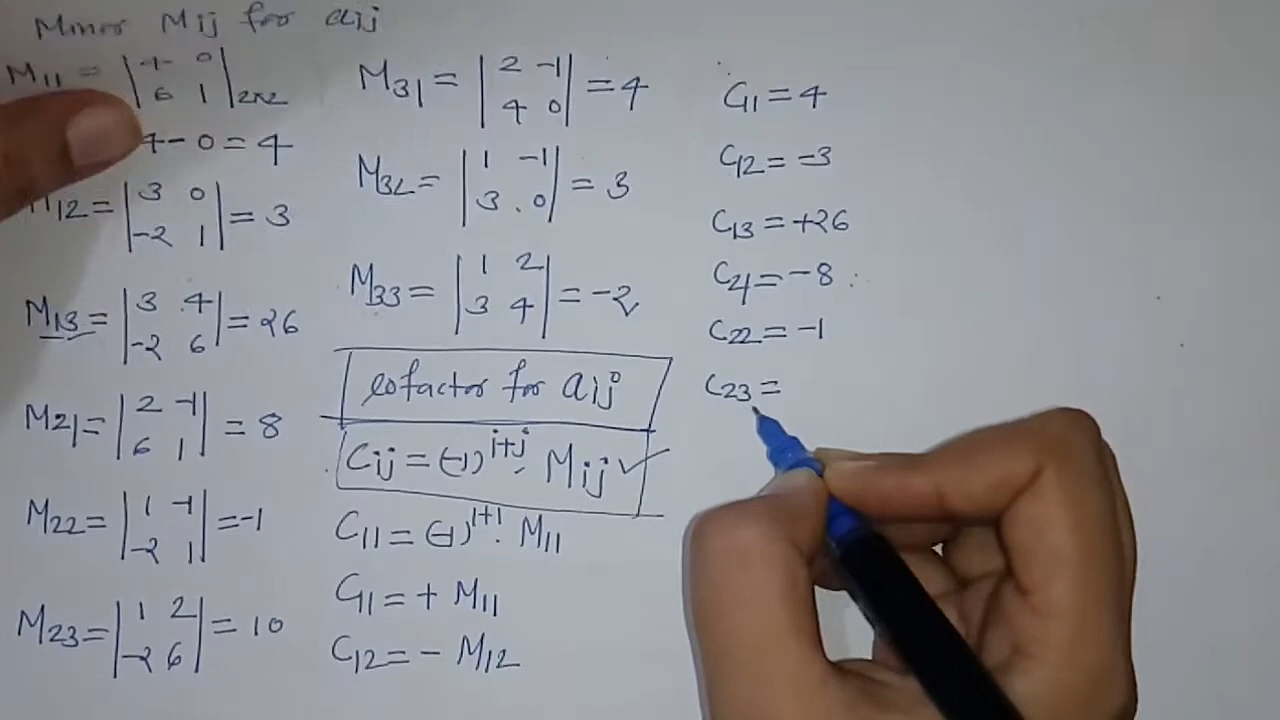 Minor Mij for aij
M11 = |4 0; 6 1|2x2
4 - 0 = 4
M12 = |3 0; -2 1| = 3
M13 = |3 4; -2 6| = 26
M21 = |2 -1; 6 1| = 8
M22 = |1 -1; -2 1| = -1
M23 = |1 2; -2 6| = 10
M31 = |2 -1; 4 0| = 4
M32 = |1 -1; 3 0| = 3
M33 = |1 2; 3 4| = -2
cofactor for aij
Cij = (-1)^i+j . Mij ✓
C11 = (-1)^1+1 . M11
C11 = + M11
C12 = - M12
C11 = 4
C12 = -3
C13 = +26
C21 = -8
C22 = -1
C23 =